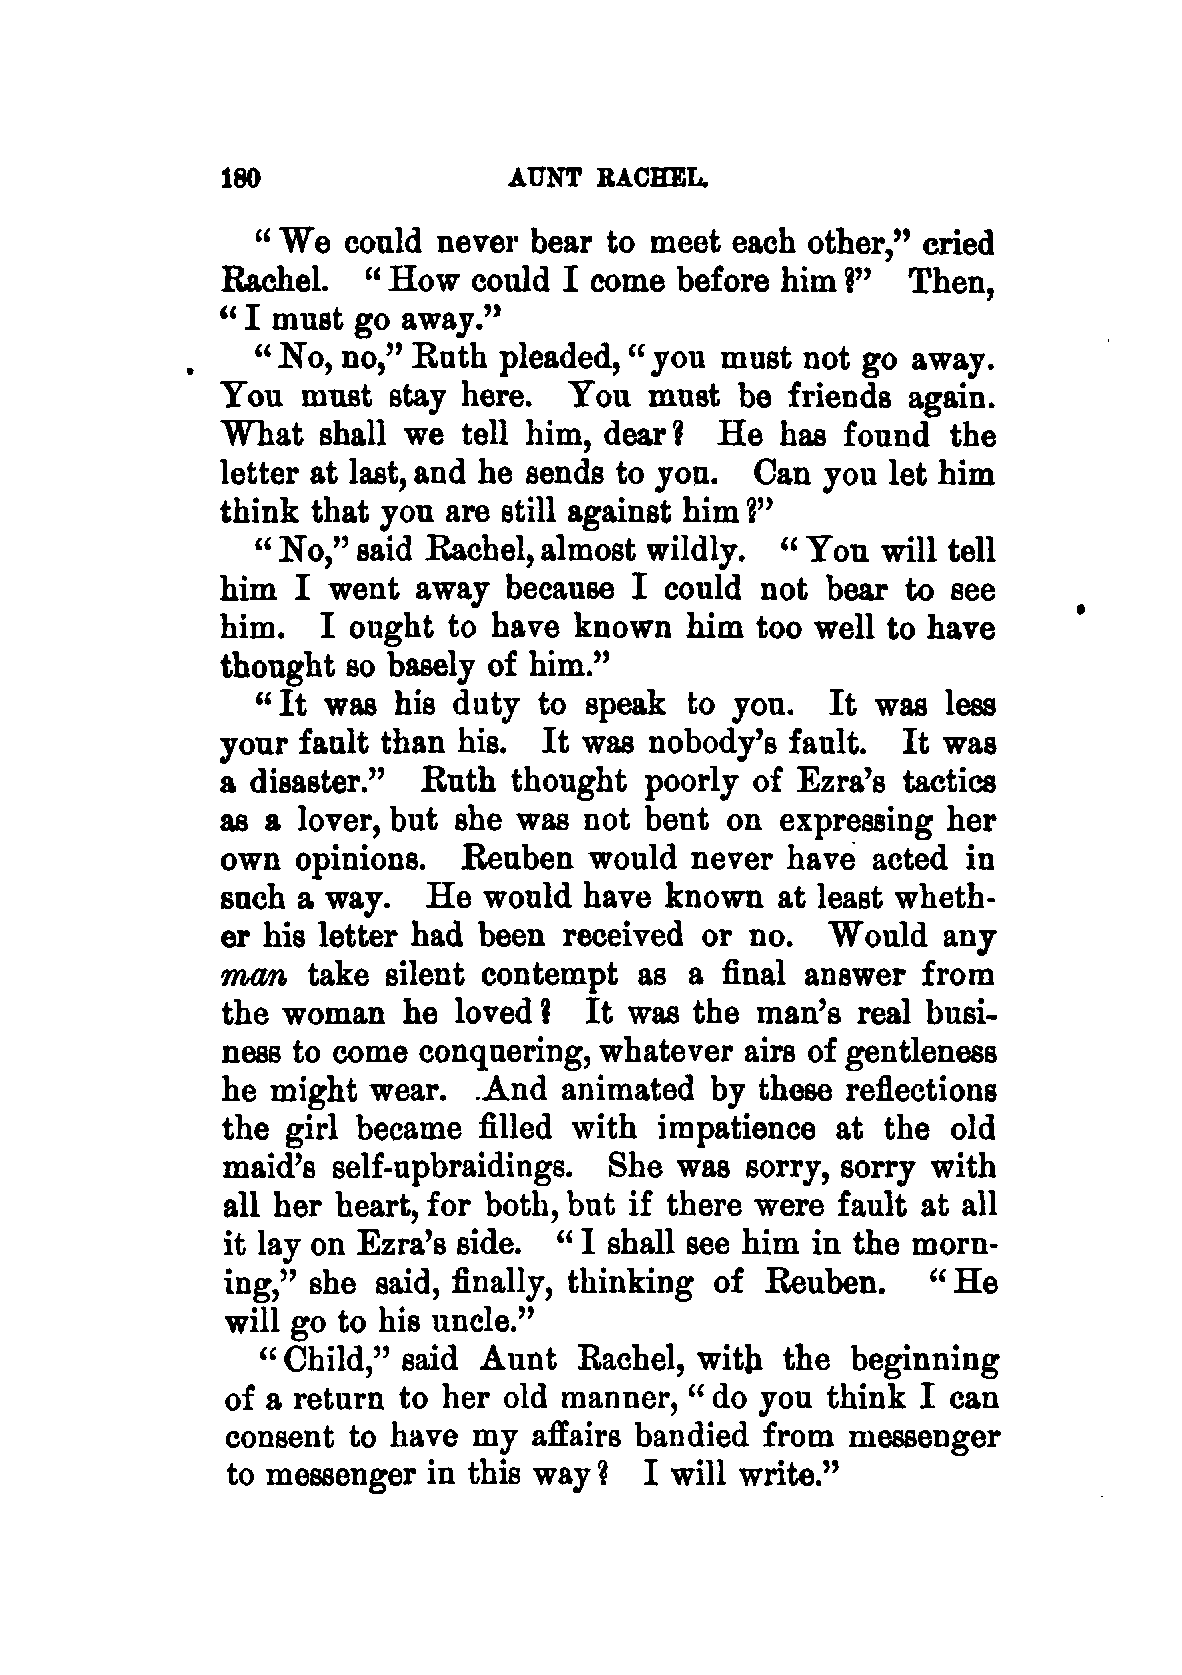 180 AUNT RACHEL.
“We could never bear to meet each other,” cried
Rachel. “How could I come before him?” Then,
“I must go away.”
“No, no,” Ruth pleaded, “you must not go away.
You must stay here. You must be friends again.
What shall we tell him, dear? He has found the
letter at last, and he sends to you. Can you let him
think that you are still against him?”
“No,” said Rachel, almost wildly. “You will tell
him I went away because I could not bear to see
him. I ought to have known him too well to have
thought so basely of him.”
“It was his duty to speak to you. It was less
your fault than his. It was nobody’s fault. It was
a disaster.” Ruth thought poorly of Ezra’s tactics
as a lover, but she was not bent on expressing her
own opinions. Reuben would never have acted in
such a way. He would have known at least wheth-
er his letter had been received or no. Would any
man take silent contempt as a final answer from
the woman he loved? It was the man’s real busi-
ness to come conquering, whatever airs of gentleness
he might wear. And animated by these reflections
the girl became filled with impatience at the old
maid’s self-upbraidings. She was sorry, sorry with
all her heart, for both, but if there were fault at all
it lay on Ezra’s side. “I shall see him in the morn-
ing,” she said, finally, thinking of Reuben. “He
will go to his uncle.”
“Child,” said Aunt Rachel, with the beginning
of a return to her old manner, “do you think I can
consent to have my affairs bandied from messenger
to messenger in this way? I will write.”